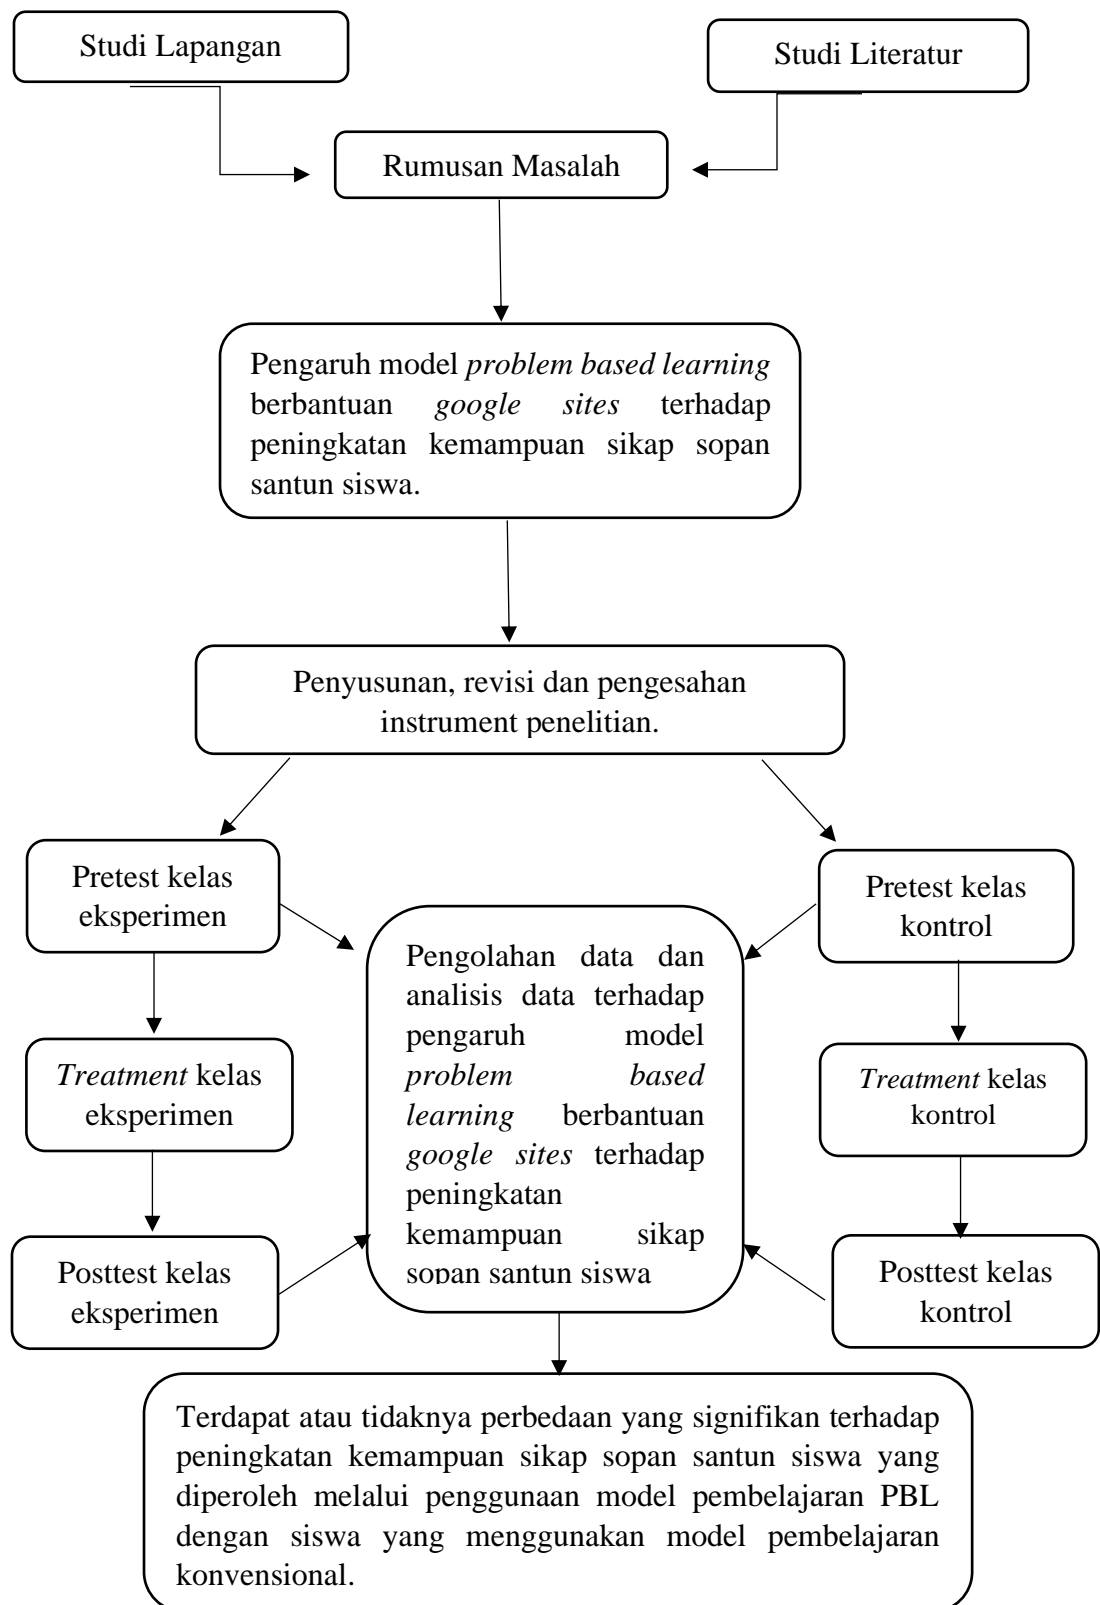 Studi Lapangan
Studi Literatur
Rumusan Masalah
Pengaruh model problem based learning
berbantuan google sites terhadap
peningkatan kemampuan sikap sopan
santun siswa.
Penyusunan, revisi dan pengesahan
instrument penelitian.
Pretest kelas
eksperimen
Pretest kelas
kontrol
Pengolahan data dan
analisis data terhadap
pengaruh model
problem based
learning berbantuan
google sites terhadap
peningkatan
kemampuan sikap
sopan santun siswa
Treatment kelas
eksperimen
Treatment kelas
kontrol
Posttest kelas
eksperimen
Posttest kelas
kontrol
Terdapat atau tidaknya perbedaan yang signifikan terhadap
peningkatan kemampuan sikap sopan santun siswa yang
diperoleh melalui penggunaan model pembelajaran PBL
dengan siswa yang menggunakan model pembelajaran
konvensional.